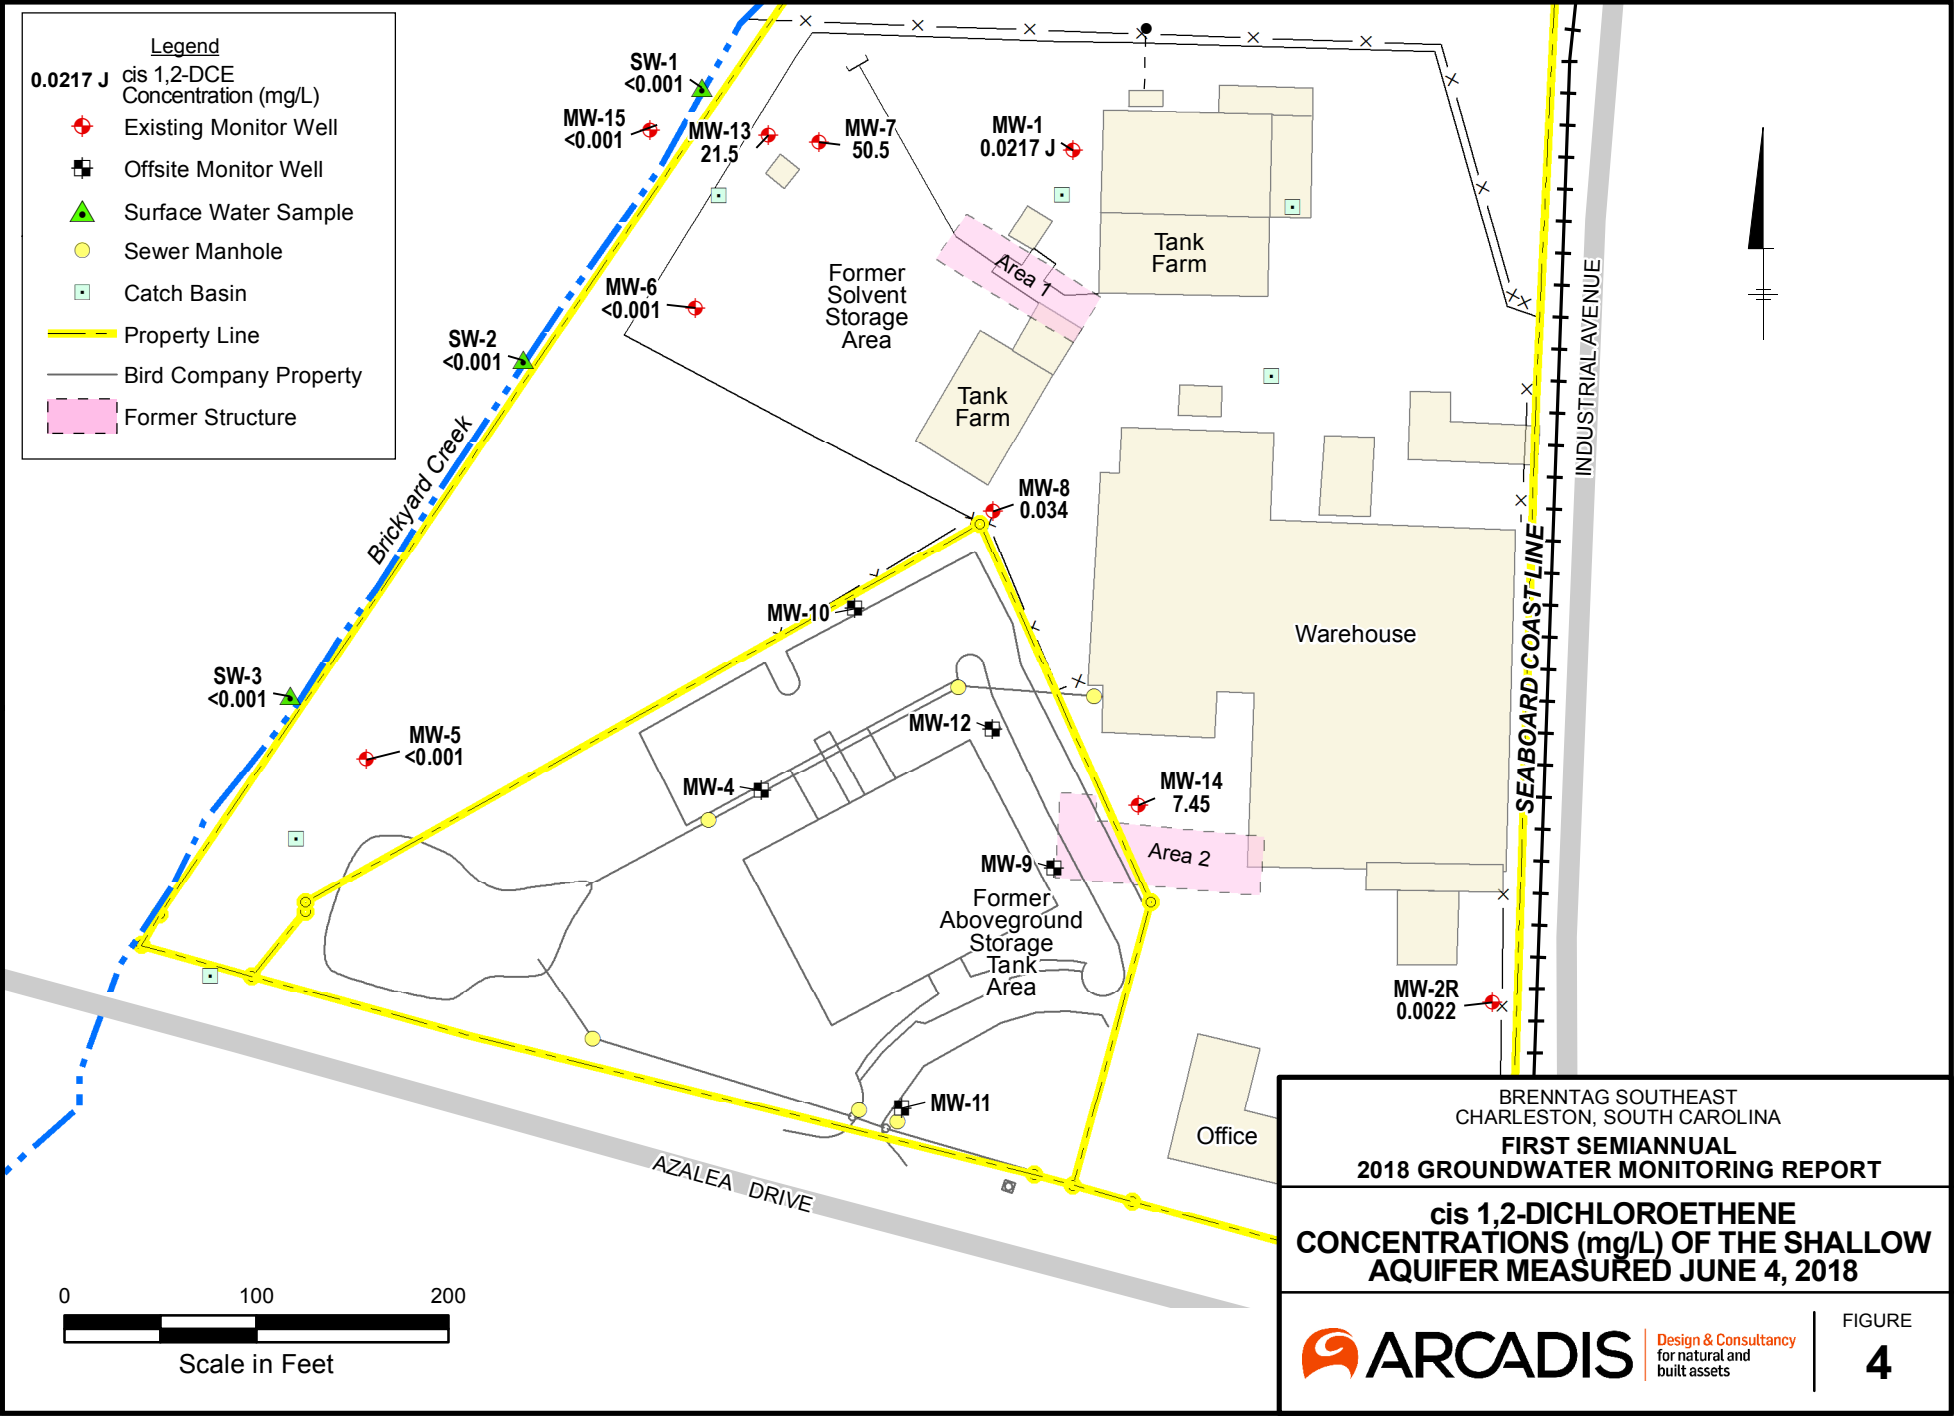 Legend
0.0217 J cis 1,2-DCE
Concentration (mg/L)
Existing Monitor Well
Offsite Monitor Well
Surface Water Sample
Sewer Manhole
Catch Basin
Property Line
Bird Company Property
Former Structure
SW-1
<0.001
MW-15
<0.001
MW-13
21.5
MW-7
50.5
MW-1
0.0217 J
Tank
Farm
Area 1
Former
Solvent
Storage
Area
MW-6
<0.001
SW-2
<0.001
Tank
Farm
INDUSTRIAL AVENUE
Brickyard Creek
MW-8
0.034
MW-10
Warehouse
SEABOARD COAST LINE
SW-3
<0.001
MW-5
<0.001
MW-12
MW-4
MW-14
7.45
Area 2
MW-9
Former
Aboveground
Storage
Tank
Area
MW-2R
0.0022
MW-11
Office
AZALEA DRIVE
0 100 200
Scale in Feet
BRENNTAG SOUTHEAST
CHARLESTON, SOUTH CAROLINA
FIRST SEMIANNUAL
2018 GROUNDWATER MONITORING REPORT
cis 1,2-DICHLOROETHENE
CONCENTRATIONS (mg/L) OF THE SHALLOW
AQUIFER MEASURED JUNE 4, 2018
ARCADIS
Design & Consultancy
for natural and
built assets
FIGURE
4